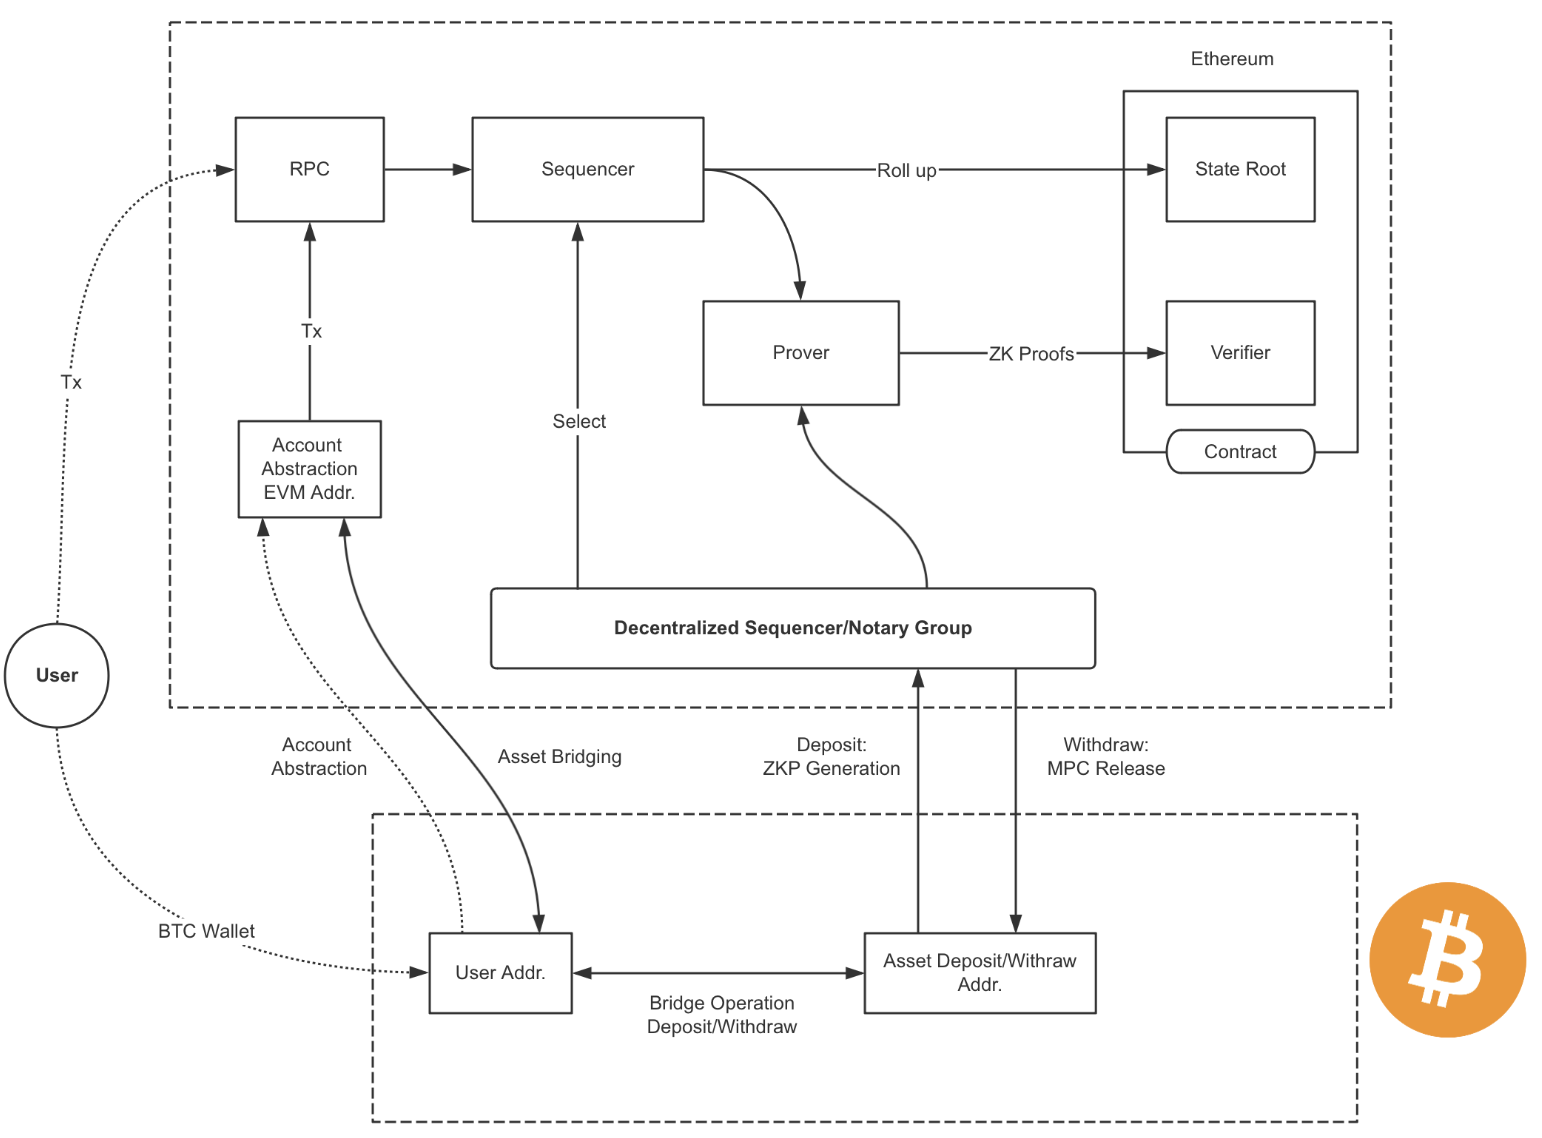 Ethereum
RPC
Sequencer
Roll up
State Root
Tx
Prover
ZK Proofs
Verifier
Tx
Select
Account
Abstraction
EVM Addr.
Contract
Decentralized Sequencer/Notary Group
User
Account
Abstraction
Asset Bridging
Deposit:
ZKP Generation
Withdraw:
MPC Release
BTC Wallet
User Addr.
Asset Deposit/Withraw
Addr.
Bridge Operation
Deposit/Withdraw